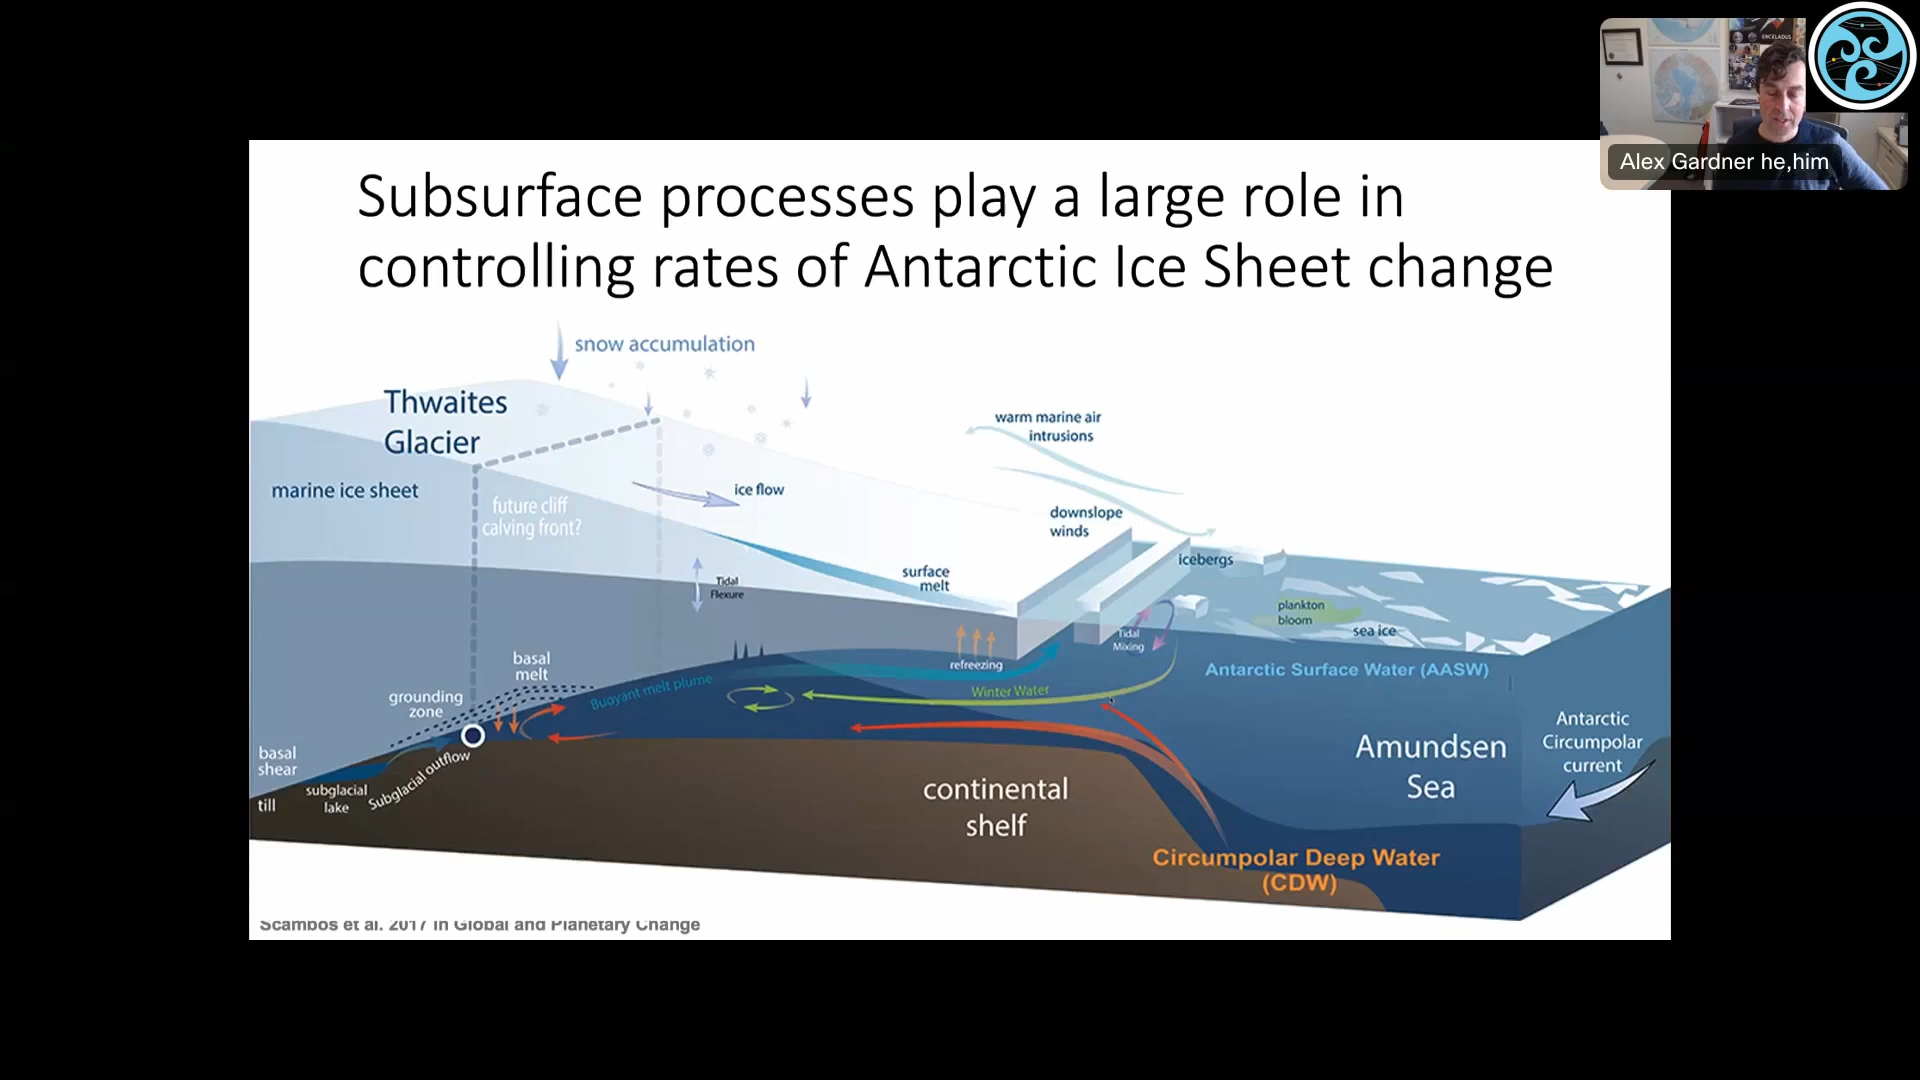 Subsurface processes play a large role in
controlling rates of Antarctic Ice Sheet change
snow accumulation
Thwaites
Glacier
marine ice sheet
future cliff
calving front?
ice flow
warm marine air
intrusions
downslope
winds
icebergs
surface
melt
Tidal
Flexure
plankton
bloom
sea ice
Tidal
Mixing
refreezing
Antarctic Surface Water (AASW)
basal
melt
Buoyant melt plume
Winter Water
grounding
zone
Antarctic
Circumpolar
current
Amundsen
Sea
basal
shear
till
subglacial
lake
Subglacial outflow
continental
shelf
Circumpolar Deep Water
(CDW)
Scambos et al. 2017 in Global and Planetary Change
ENCELADUS
Alex Gardner he,him